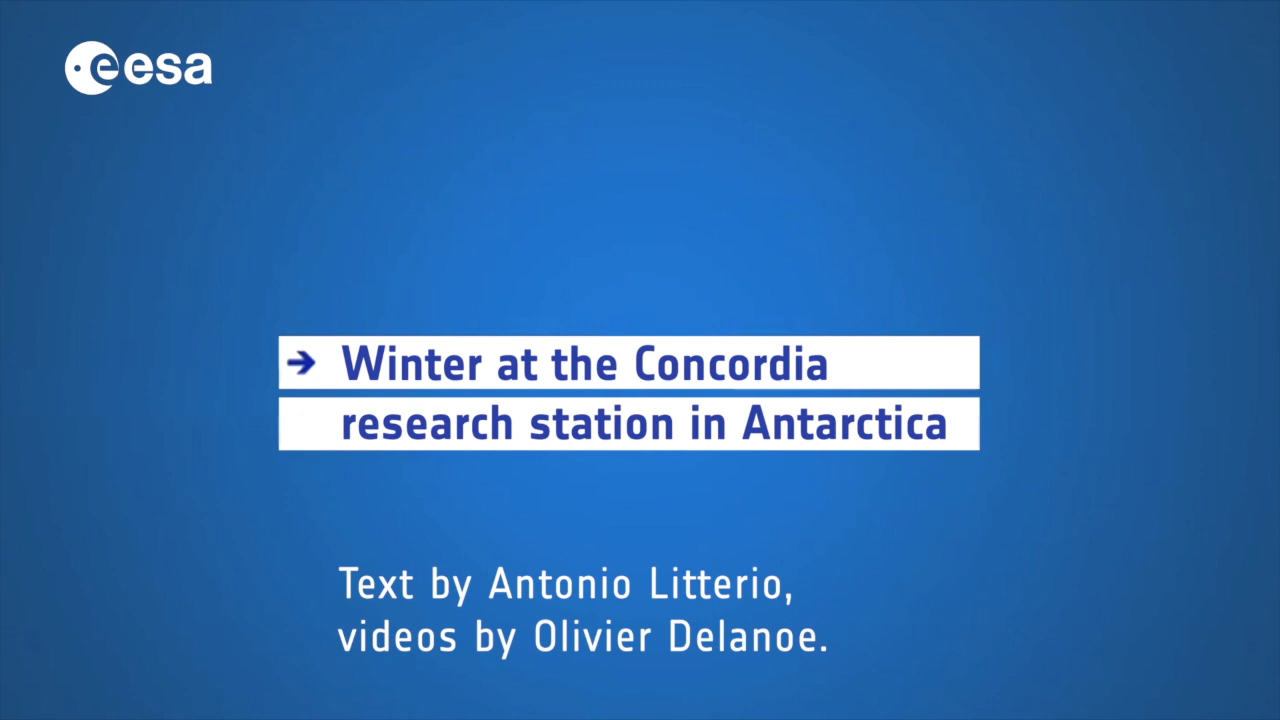 esa
→ Winter at the Concordia
research station in Antarctica
Text by Antonio Litterio,
videos by Olivier Delanoe.